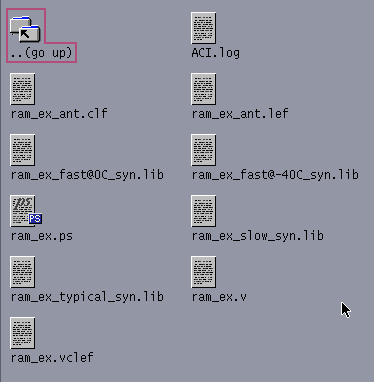 ..(go up)
ACI.log
ram_ex_ant.clf
ram_ex_ant.lef
ram_ex_fast@0C_syn.lib
ram_ex_fast@-40C_syn.lib
ps
PS
ram_ex.ps
ram_ex_slow_syn.lib
ram_ex_typical_syn.lib
ram_ex.v
ram_ex.vclef